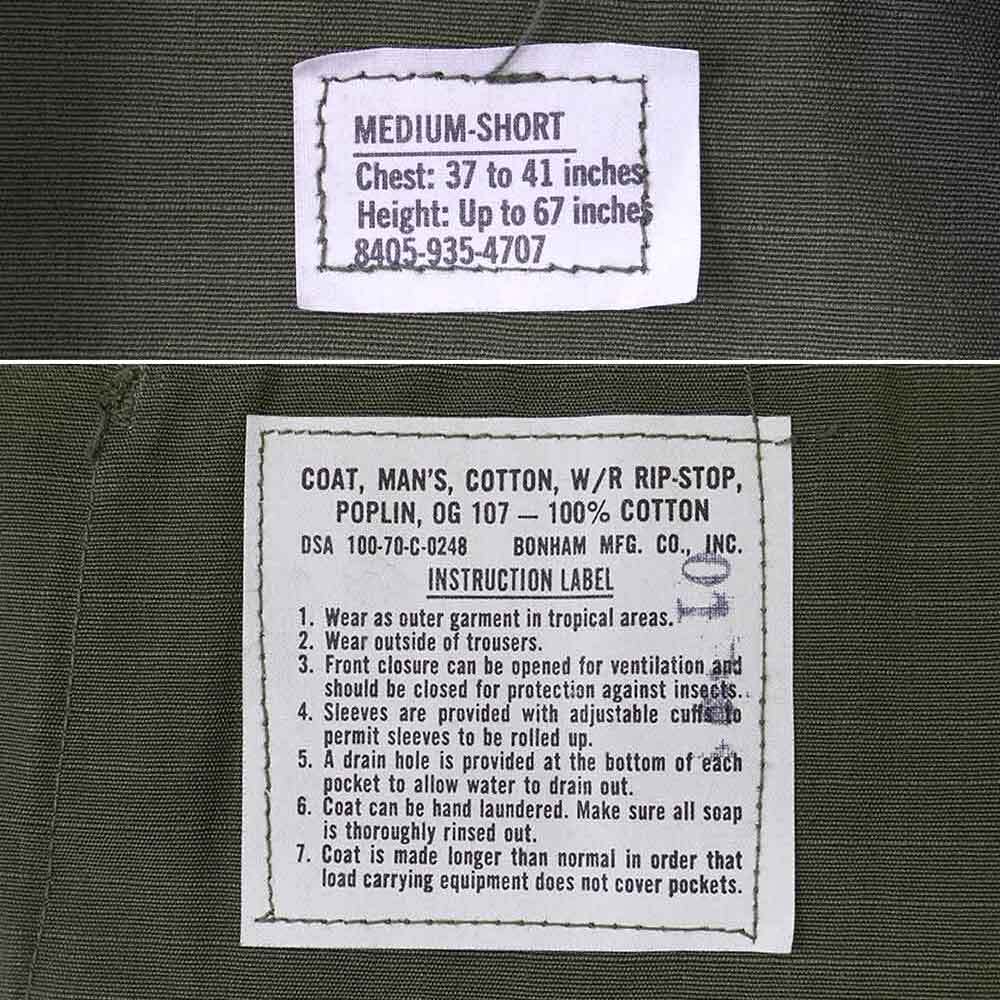 MEDIUM-SHORT
Chest: 37 to 41 inches
Height: Up to 67 inches
8405-935-4707
COAT, MAN'S, COTTON, W/R RIP-STOP,
POPLIN, OG 107 — 100% COTTON
DSA 100-70-C-0248 BONHAM MFG. CO., INC.
INSTRUCTION LABEL
1. Wear as outer garment in tropical areas.
2. Wear outside of trousers.
3. Front closure can be opened for ventilation and
should be closed for protection against insects.
4. Sleeves are provided with adjustable cuffs to
permit sleeves to be rolled up.
5. A drain hole is provided at the bottom of each
pocket to allow water to drain out.
6. Coat can be hand laundered. Make sure all soap
is thoroughly rinsed out.
7. Coat is made longer than normal in order that
load carrying equipment does not cover pockets.